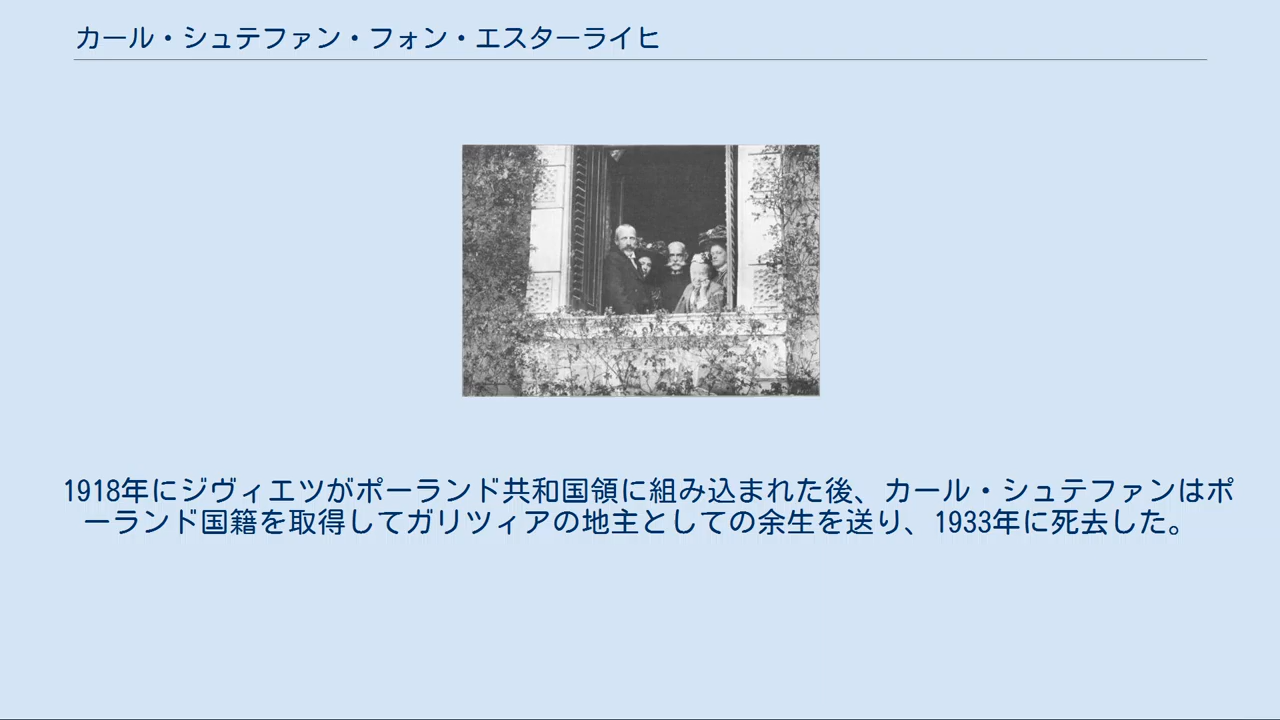 カール・シュテファン・フォン・エスターライヒ
1918年にジヴィエツがポーランド共和国領に組み込まれた後、カール・シュテファンはポ
ーランド国籍を取得してガリツィアの地主としての余生を送り、1933年に死去した。